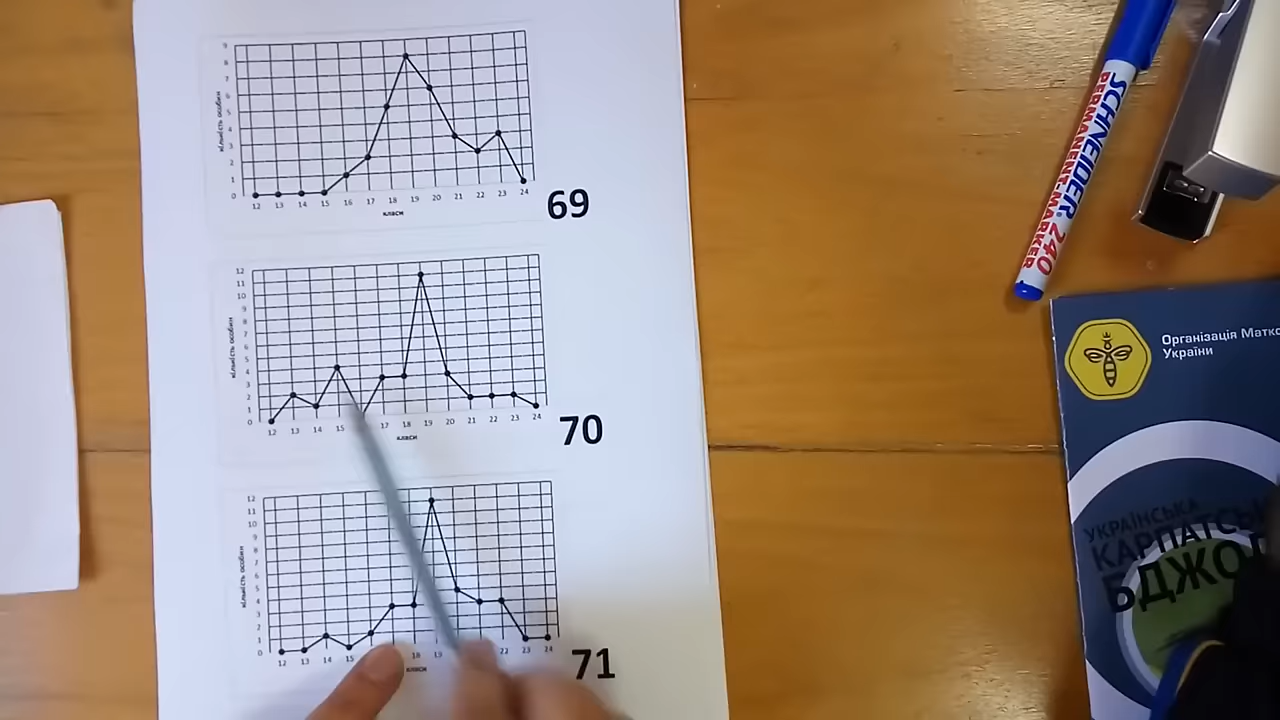 9
8
7
6
5
4
3
2
1
0
кількість особин
12 13 14 15 16 17 18 19 20 21 22 23 24
класи
69
12
11
10
9
8
7
6
5
4
3
2
1
0
кількість особин
12 13 14 15 17 18 19 20 21 22 23 24
класи
70
12
11
10
9
8
7
6
5
4
3
2
1
0
кількість особин
12 13 14 15 18 19 22 23 24
класи
71
SCHNEIDER
PERMANENT-MARKER 240
Організація Матко
України
УКРАЇНСЬКА
КАРПАТСЬК
БДЖОЛ